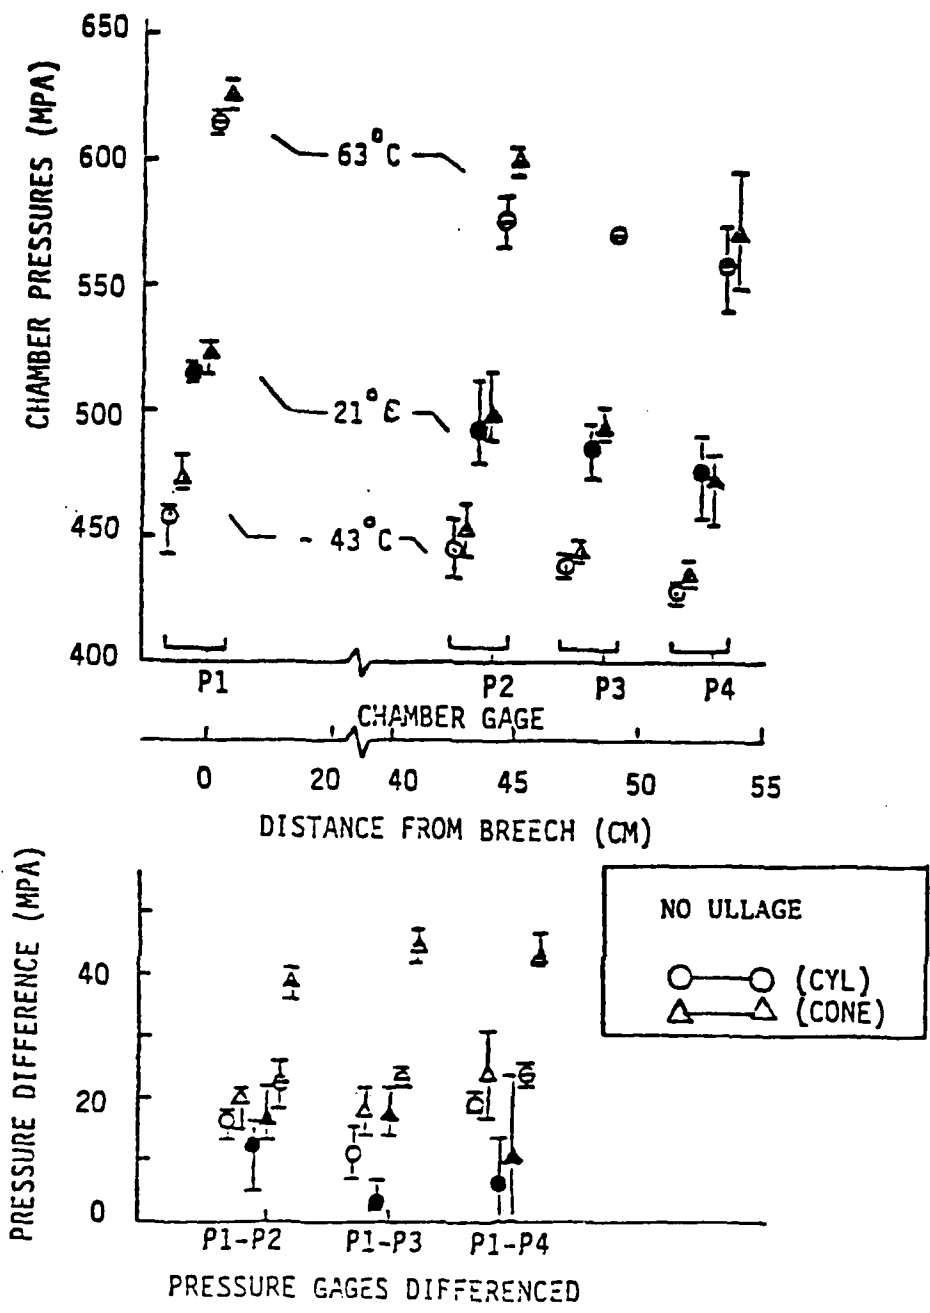 CHAMBER PRESSURES (MPA)
650
600
550
500
450
400
63°C
21°C
- 43°C
P1 P2 P3 P4
CHAMBER GAGE
0 20 40 45 50 55
DISTANCE FROM BREECH (CM)
PRESSURE DIFFERENCE (MPA)
40
20
0
P1-P2 P1-P3 P1-P4
PRESSURE GAGES DIFFERENCED
NO ULLAGE
(CYL)
(CONE)